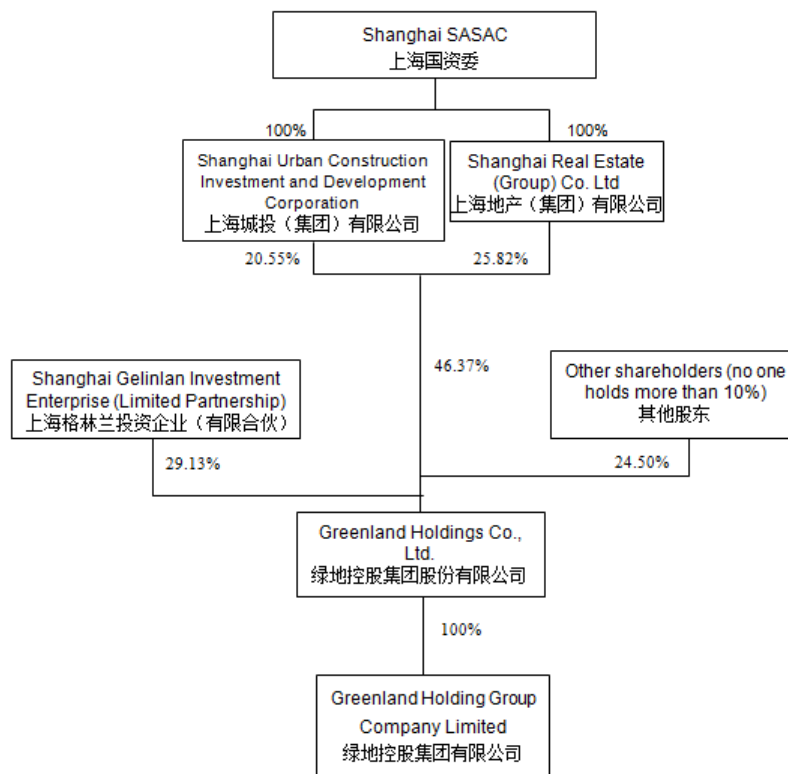 Shanghai SASAC
上海国资委
100%
100%
Shanghai Urban Construction
Investment and Development
Corporation
上海城投（集团）有限公司
Shanghai Real Estate
(Group) Co. Ltd
上海地产（集团）有限公司
20.55%
25.82%
46.37%
Shanghai Gelinlan Investment
Enterprise (Limited Partnership)
上海格林兰投资企业（有限合伙）
Other shareholders (no one
holds more than 10%)
其他股东
29.13%
24.50%
Greenland Holdings Co.,
Ltd.
绿地控股集团股份有限公司
100%
Greenland Holding Group
Company Limited
绿地控股集团有限公司